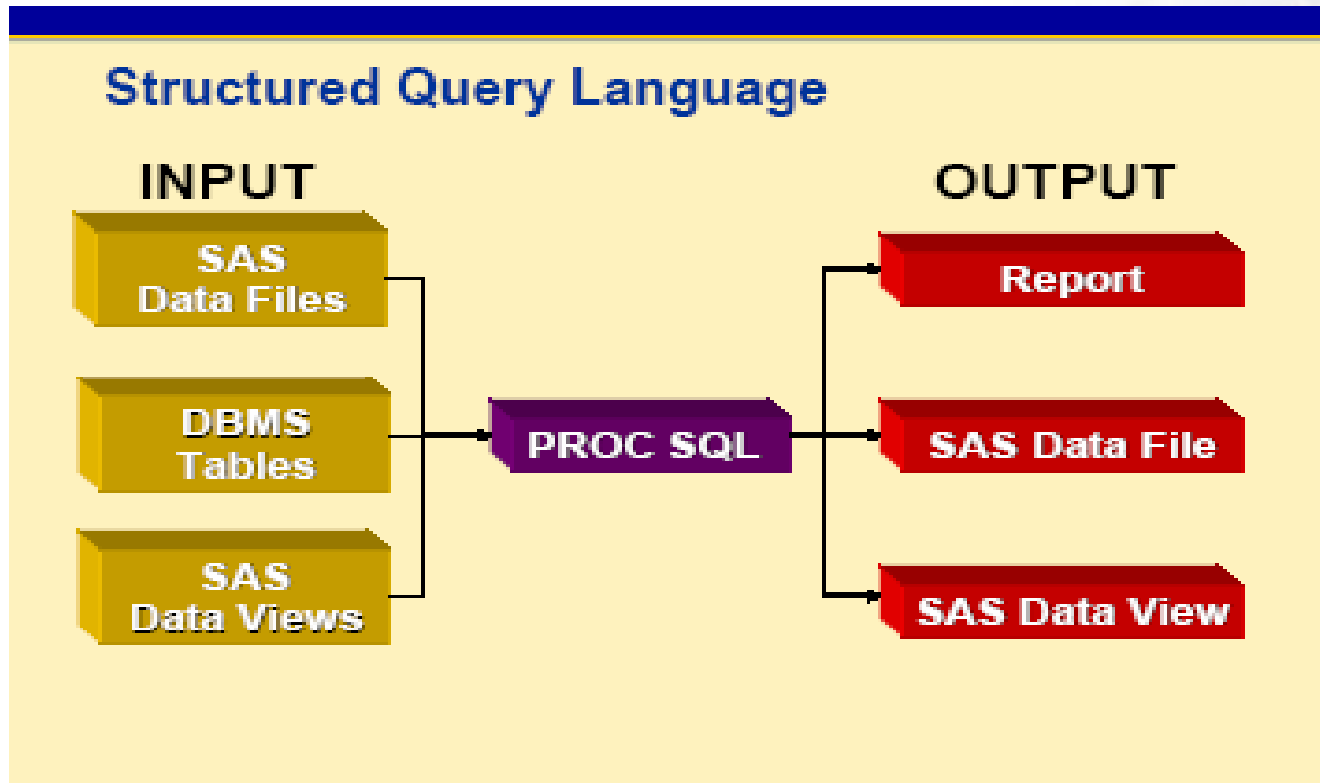 Structured Query Language
INPUT
OUTPUT
SAS
Data Files
DBMS
Tables
SAS
Data Views
PROC SQL
Report
SAS Data File
SAS Data View